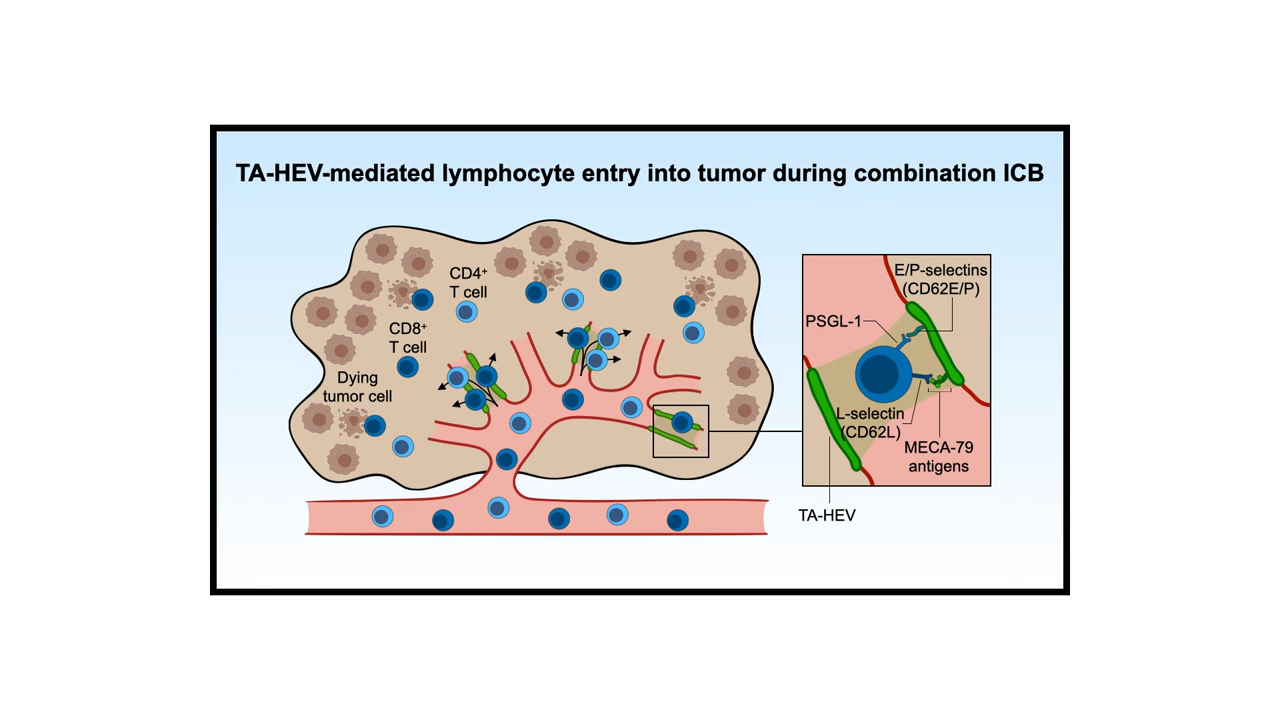 TA-HEV-mediated lymphocyte entry into tumor during combination ICB
CD4⁺
T cell
CD8⁺
T cell
Dying
tumor cell
E/P-selectins
(CD62E/P)
PSGL-1
L-selectin
(CD62L)
MECA-79
antigens
TA-HEV